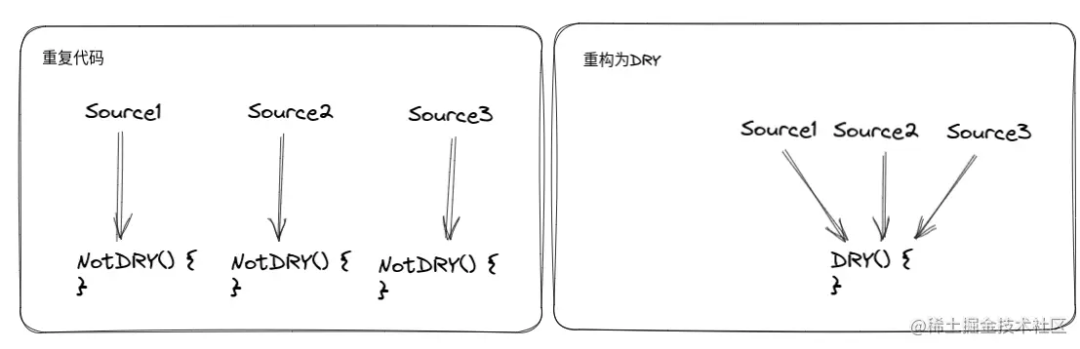 重复代码
Source1 Source2 Source3
NotDRY() { NotDRY() { NotDRY() {
} } }
重构为DRY
Source1 Source2 Source3
DRY() {
}
@稀土掘金技术社区